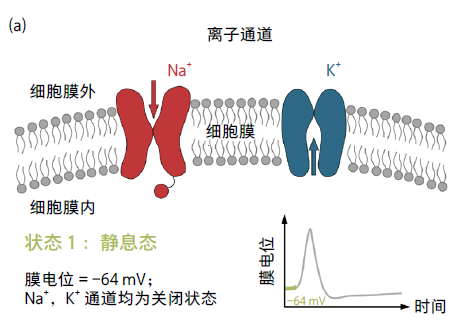 (a)
离子通道
Na⁺
K⁺
细胞膜外
细胞膜
细胞膜内
状态 1 : 静息态
膜电位 = −64 mV;
Na⁺, K⁺ 通道均为关闭状态
膜电位
−64 mV
时间